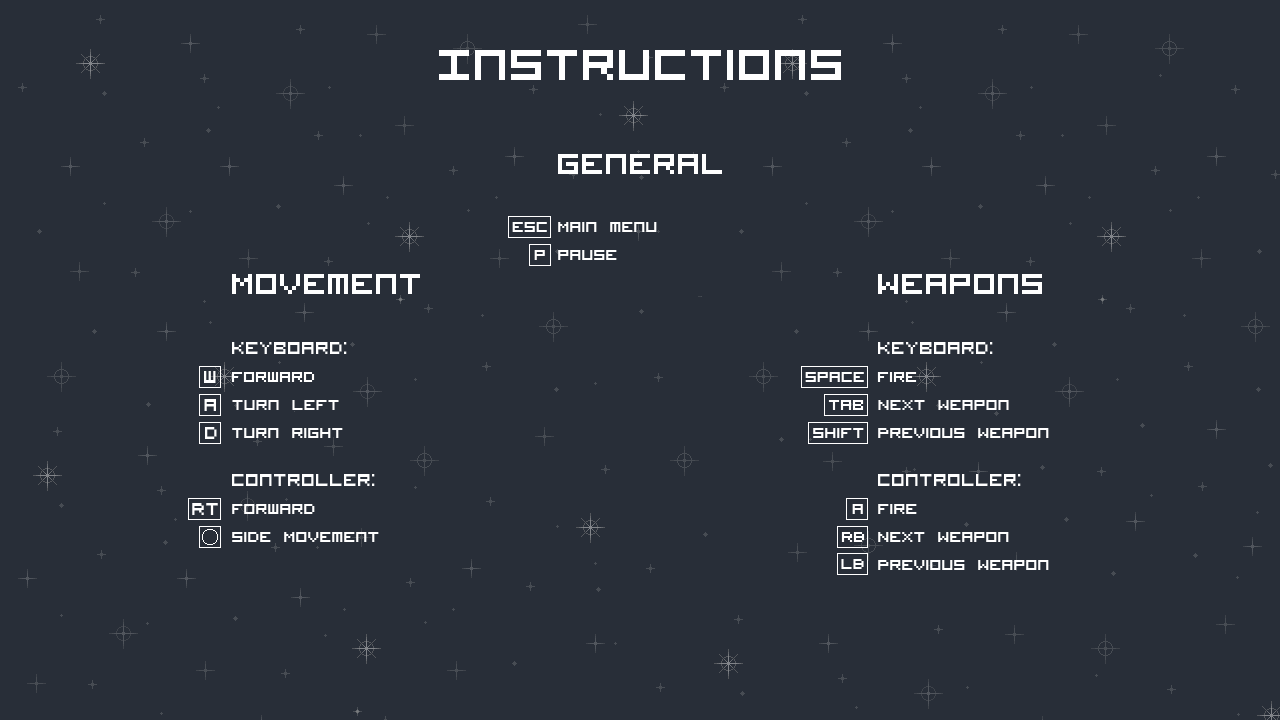 INSTRUCTIONS
GENERAL
ESC MAIN MENU
P PAUSE
MOVEMENT
KEYBOARD:
W FORWARD
A TURN LEFT
D TURN RIGHT
CONTROLLER:
RT FORWARD
SIDE MOVEMENT
WEAPONS
KEYBOARD:
SPACE FIRE
TAB NEXT WEAPON
SHIFT PREVIOUS WEAPON
CONTROLLER:
A FIRE
RB NEXT WEAPON
LB PREVIOUS WEAPON